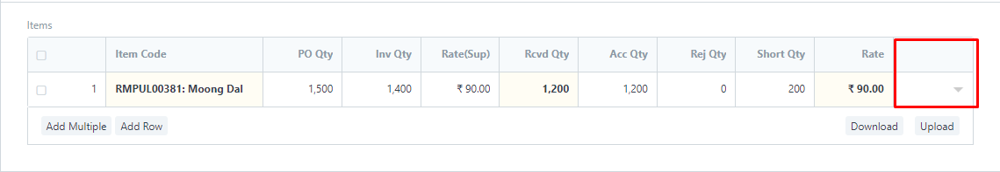 Items
Item Code PO Qty Inv Qty Rate(Sup) Rcvd Qty Acc Qty Rej Qty Short Qty Rate
1 RMPUL00381: Moong Dal 1,500 1,400 ₹ 90.00 1,200 1,200 0 200 ₹ 90.00
Add Multiple Add Row Download Upload